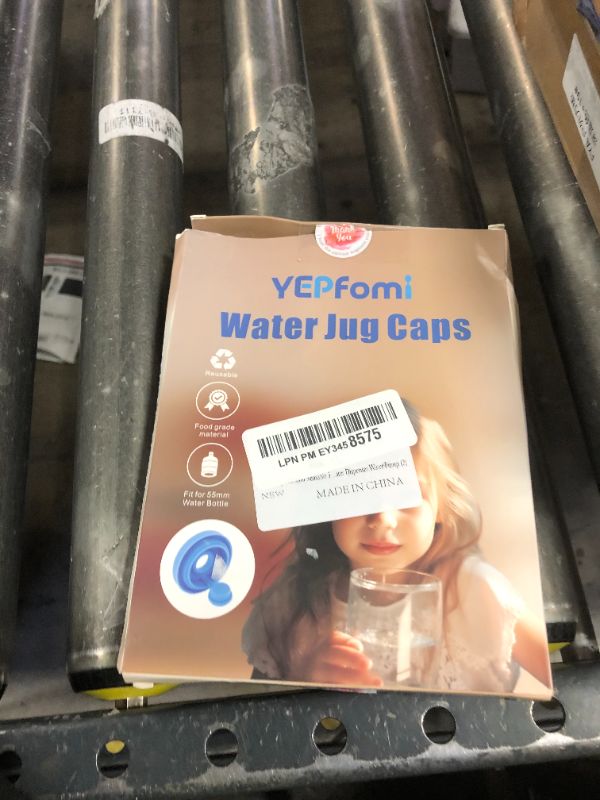 Thank
You
YEPfomi
Water Jug Caps
Reusable
Food grade
material
LPN PM EY3458575
Fit for 55mm
Water Bottle
NEW
MADE IN CHINA